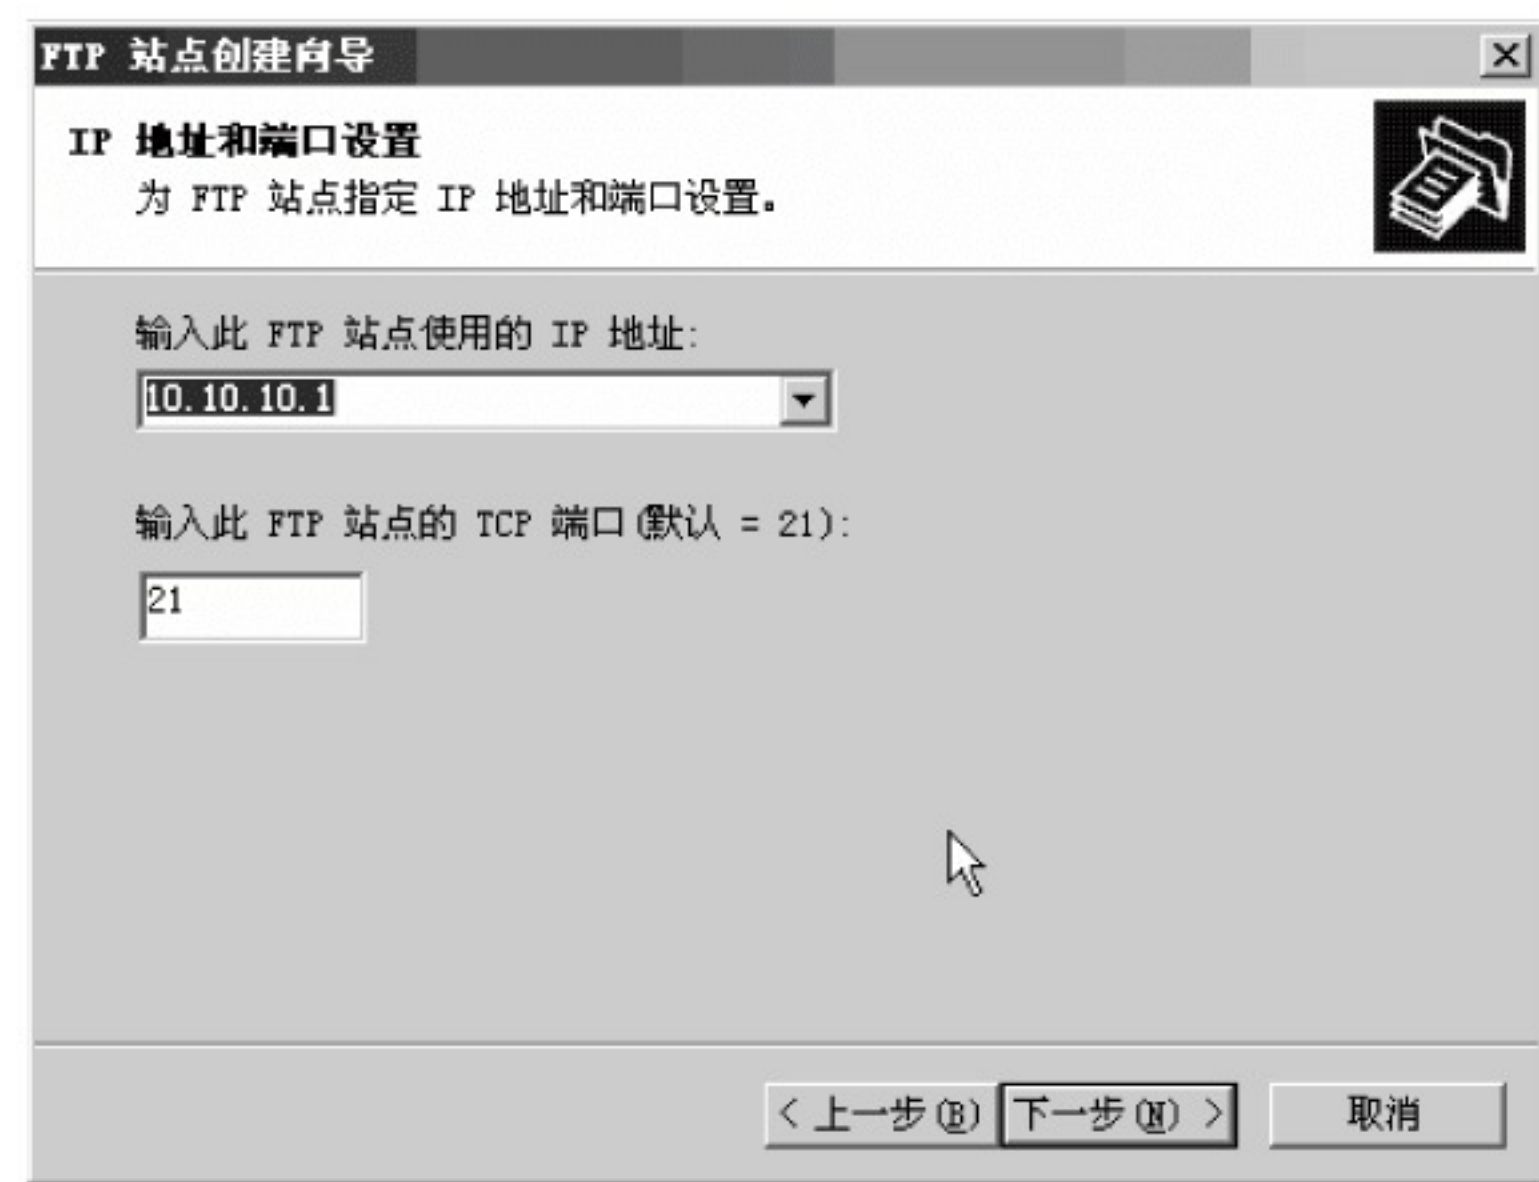 FTP 站点创建向导
IP 地址和端口设置
为 FTP 站点指定 IP 地址和端口设置。
输入此 FTP 站点使用的 IP 地址:
10.10.10.1
输入此 FTP 站点的 TCP 端口(默认 = 21):
21
< 上一步(B) 下一步(N) > 取消